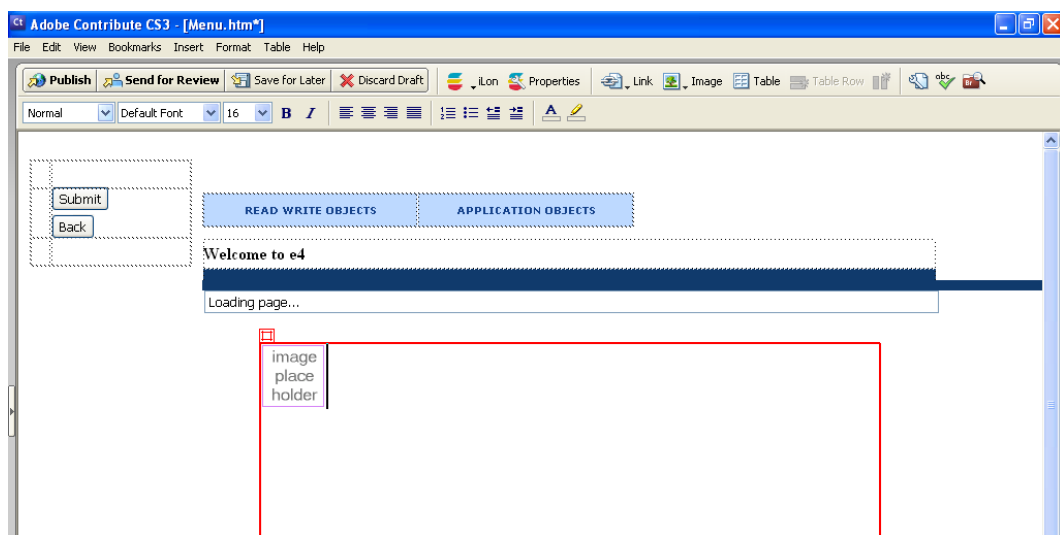 Ct Adobe Contribute CS3 - [Menu.htm*]
File Edit View Bookmarks Insert Format Table Help
Publish Send for Review Save for Later Discard Draft iLon Properties Link Image Table Table Row abc
Normal Default Font 16 B I A
Submit
Back
READ WRITE OBJECTS APPLICATION OBJECTS
Welcome to e4
Loading page...
image
place
holder